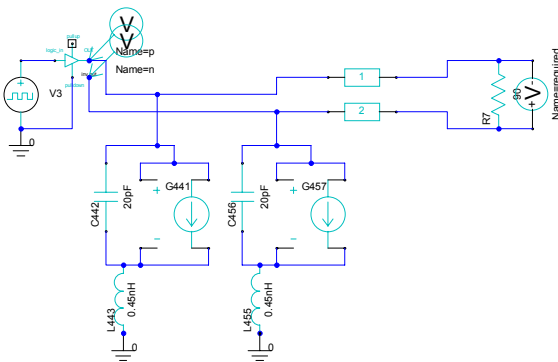 V
V
pullup
logic_in
OUT
Name=p
Name=n
pulldown
+
V3
0
1
2
R7
90
V
+
Name=required
C442
20pF
+
−
G441
C456
20pF
+
−
G457
L443
0.45nH
0
L455
0.45nH
0